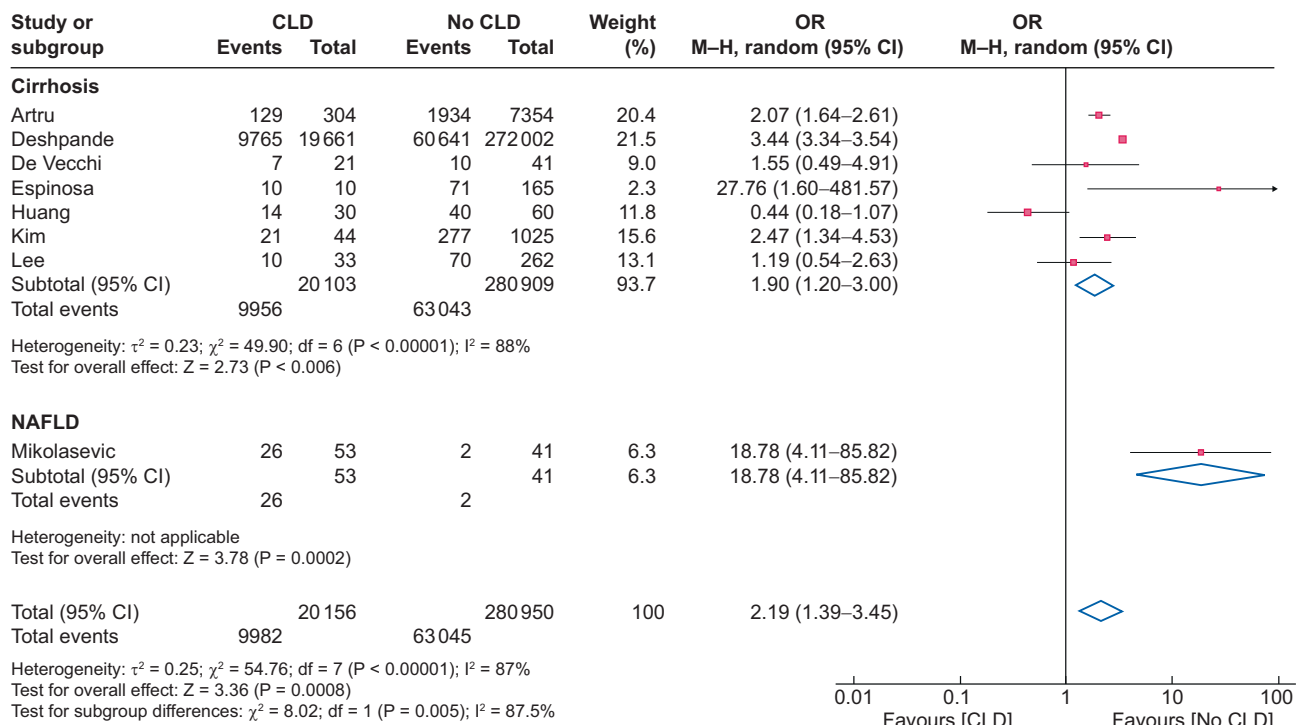 Study or subgroup CLD Events Total No CLD Events Total Weight (%) OR M–H, random (95% CI) OR M–H, random (95% CI)
Cirrhosis
Artru 129 304 1934 7354 20.4 2.07 (1.64–2.61)
Deshpande 9765 19661 60641 272002 21.5 3.44 (3.34–3.54)
De Vecchi 7 21 10 41 9.0 1.55 (0.49–4.91)
Espinosa 10 10 71 165 2.3 27.76 (1.60–481.57)
Huang 14 30 40 60 11.8 0.44 (0.18–1.07)
Kim 21 44 277 1025 15.6 2.47 (1.34–4.53)
Lee 10 33 70 262 13.1 1.19 (0.54–2.63)
Subtotal (95% CI) 20103 280909 93.7 1.90 (1.20–3.00)
Total events 9956 63043
Heterogeneity: τ² = 0.23; χ² = 49.90; df = 6 (P < 0.00001); I² = 88%
Test for overall effect: Z = 2.73 (P < 0.006)
NAFLD
Mikolasevic 26 53 2 41 6.3 18.78 (4.11–85.82)
Subtotal (95% CI) 53 41 6.3 18.78 (4.11–85.82)
Total events 26 2
Heterogeneity: not applicable
Test for overall effect: Z = 3.78 (P = 0.0002)
Total (95% CI) 20156 280950 100 2.19 (1.39–3.45)
Total events 9982 63045
Heterogeneity: τ² = 0.25; χ² = 54.76; df = 7 (P < 0.00001); I² = 87%
Test for overall effect: Z = 3.36 (P = 0.0008)
Test for subgroup differences: χ² = 8.02; df = 1 (P = 0.005); I² = 87.5%
0.01 0.1 1 10 100
Favours [CLD] Favours [No CLD]